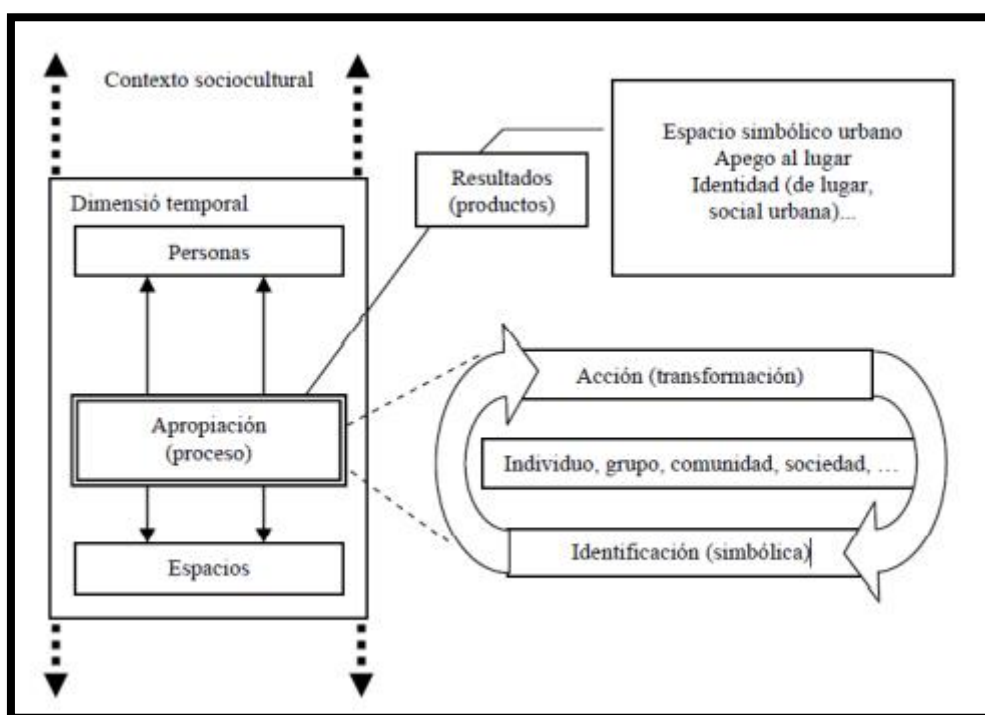 Contexto sociocultural
Dimensió temporal
Personas
Apropiación
(proceso)
Espacios
Resultados
(productos)
Espacio simbólico urbano
Apego al lugar
Identidad (de lugar,
social urbana)...
Acción (transformación)
Individuo, grupo, comunidad, sociedad, …
Identificación (simbólica)